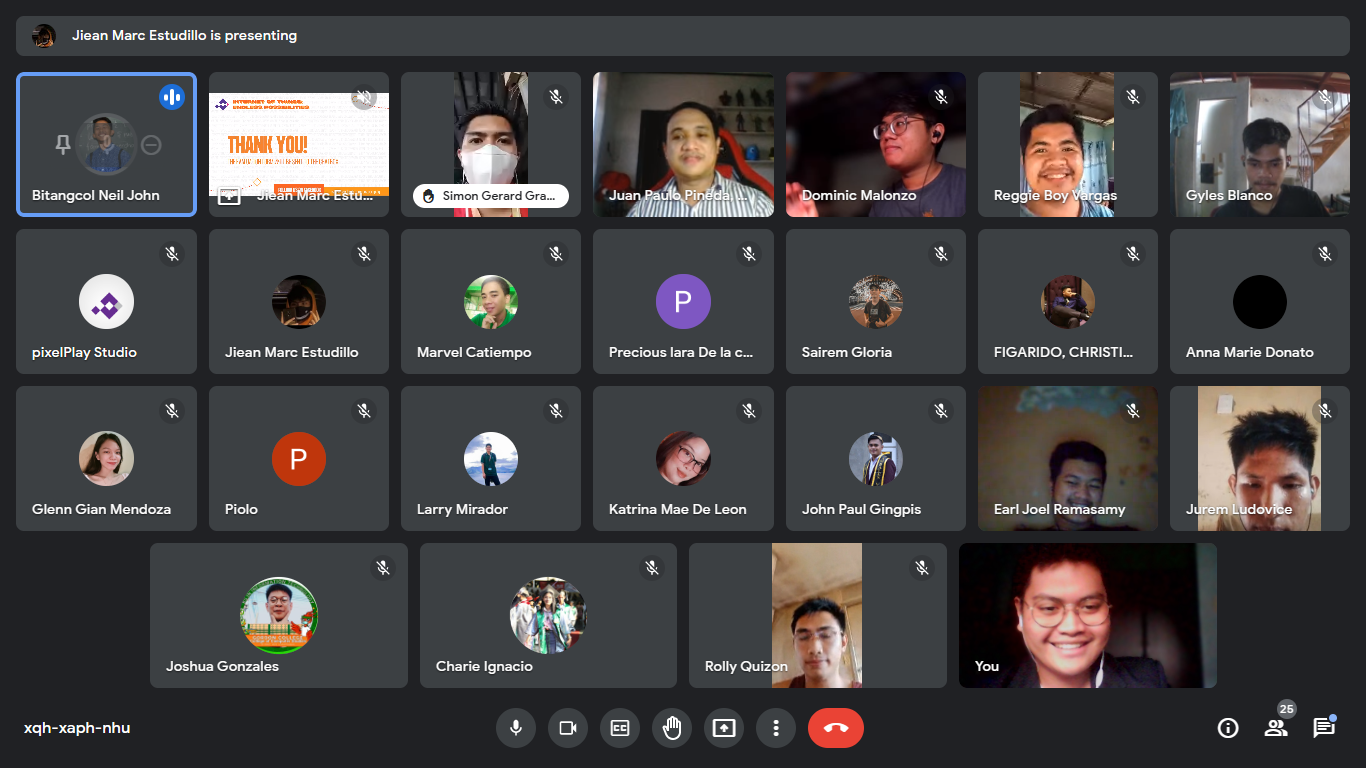 Jiean Marc Estudillo is presenting
Bitangcol Neil John
INTERNET OF THINGS:
ENDLESS POSSIBILITIES
THANK YOU!
Jiean Marc Estu...
Simon Gerard Gra...
Juan Paulo Pineda, ...
Dominic Malonzo
Reggie Boy Vargas
Gyles Blanco
pixelPlay Studio
Jiean Marc Estudillo
Marvel Catiempo
P
Precious lara De la c...
Sairem Gloria
FIGARIDO, CHRISTI...
Anna Marie Donato
Glenn Gian Mendoza
P
Piolo
Larry Mirador
Katrina Mae De Leon
John Paul Gingpis
Earl Joel Ramasamy
Jurem Ludovice
Joshua Gonzales
Charie Ignacio
Rolly Quizon
You
xqh-xaph-nhu
CC
25